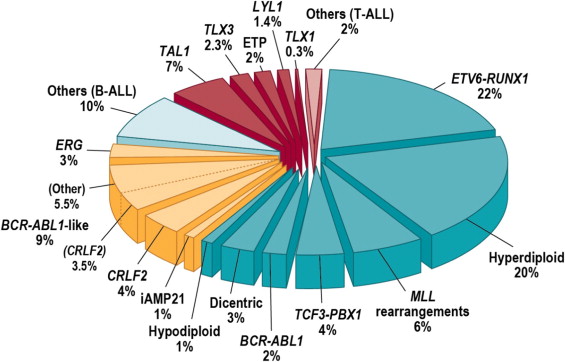 LYL1
1.4%
TLX3
2.3%
TLX1
0.3%
Others (T-ALL)
2%
ETP
2%
TAL1
7%
ETV6-RUNX1
22%
Others (B-ALL)
10%
ERG
3%
(Other)
5.5%
BCR-ABL1-like
9%
(CRLF2)
3.5%
CRLF2
4%
iAMP21
1%
Hypodiploid
1%
Dicentric
3%
BCR-ABL1
2%
TCF3-PBX1
4%
MLL
rearrangements
6%
Hyperdiploid
20%